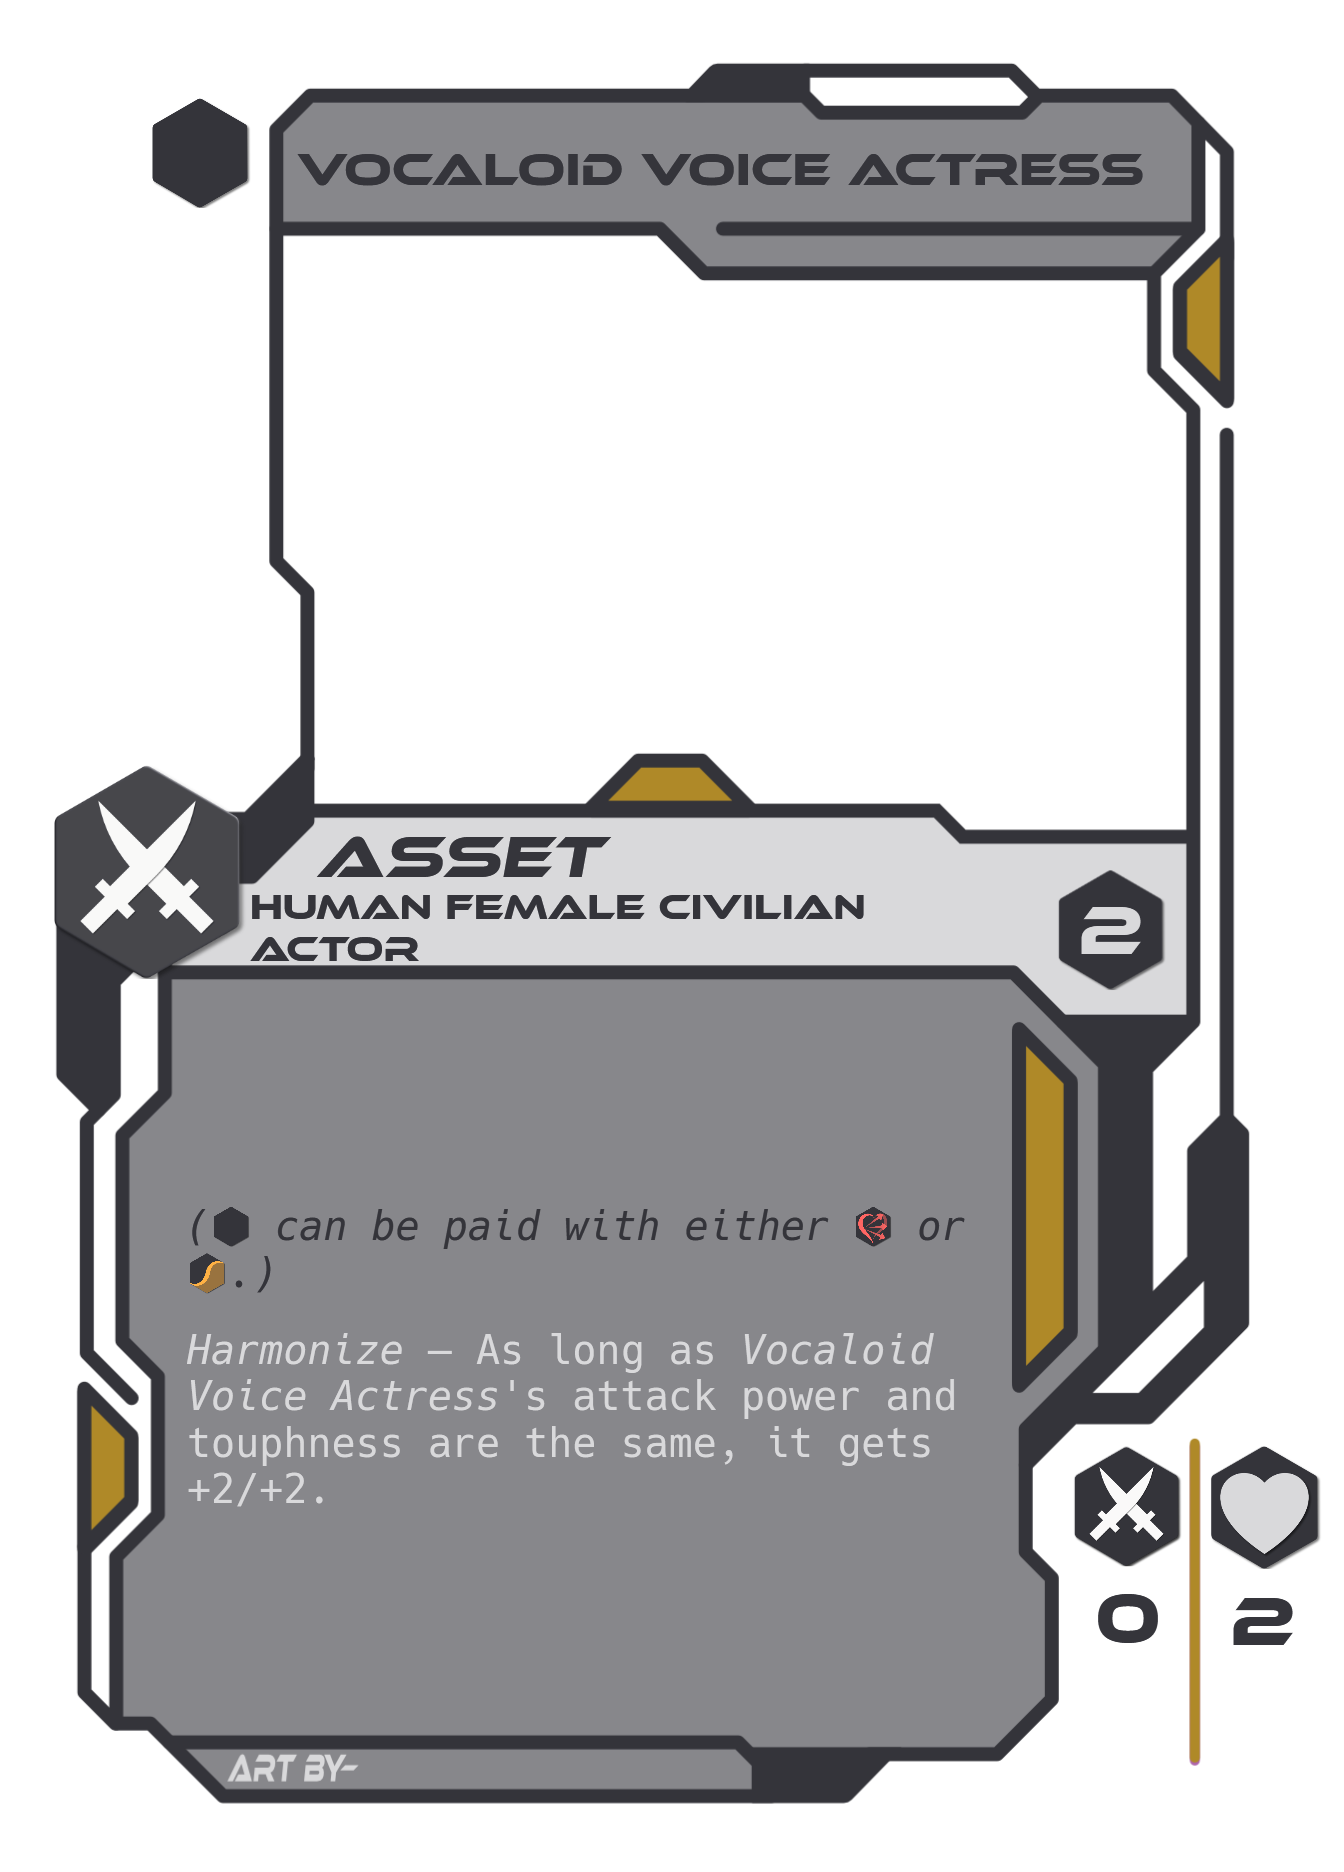 VOCALOID VOICE ACTRESS
ASSET
HUMAN FEMALE CIVILIAN
ACTOR
2
( can be paid with either  or
.)
Harmonize – As long as Vocaloid
Voice Actress's attack power and
touphness are the same, it gets
+2/+2.
0
2
ART BY-